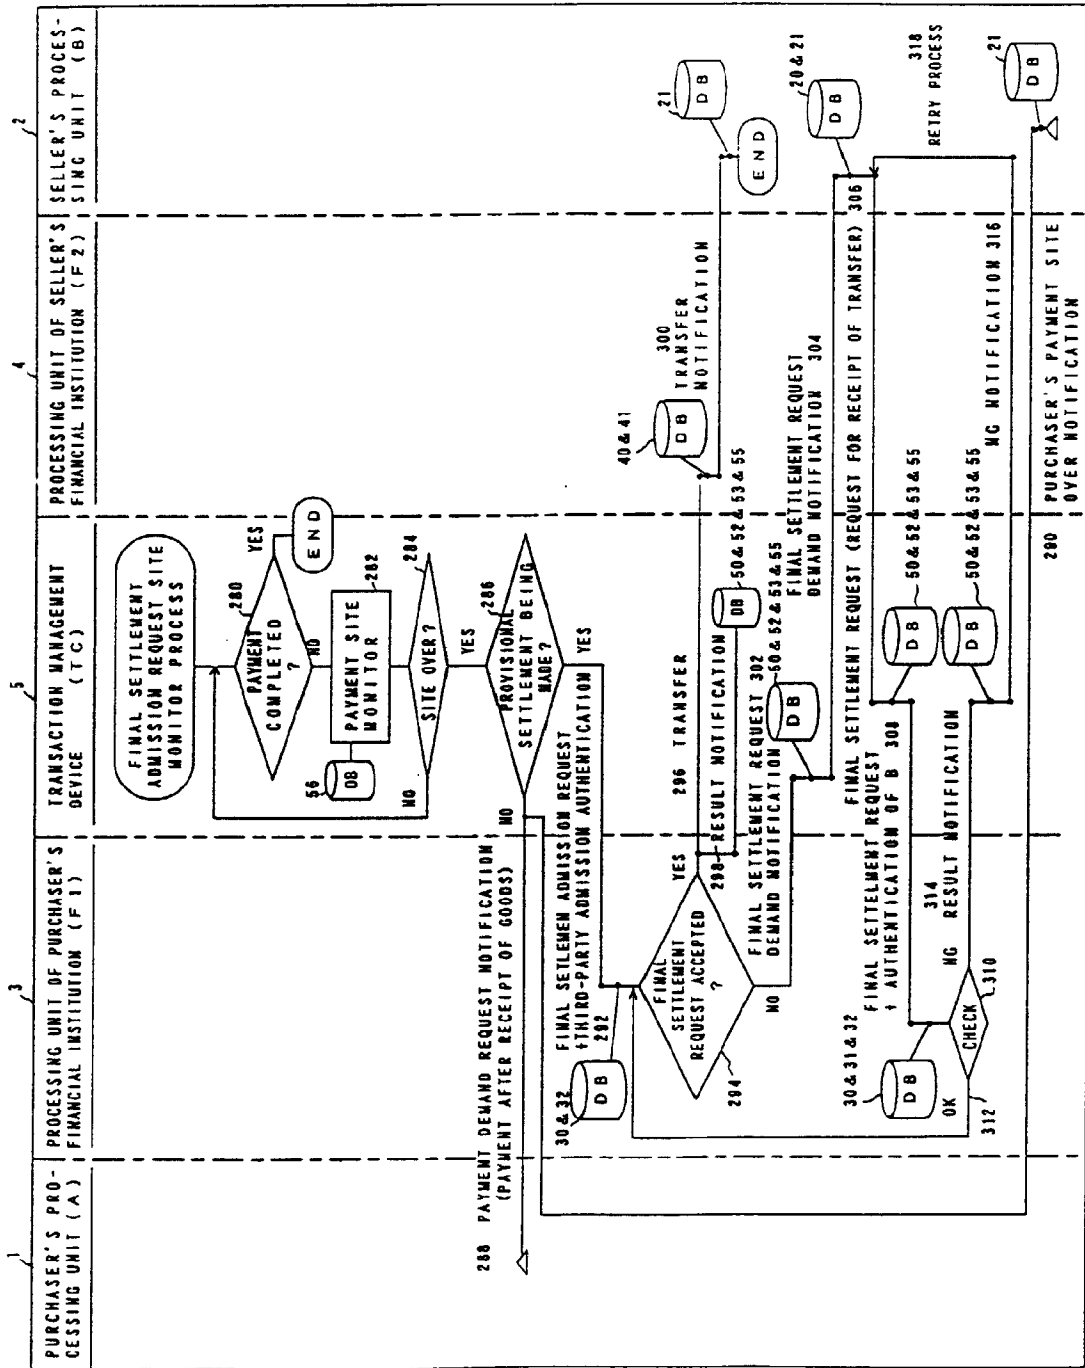 1
PURCHASER'S PRO-
CESSING UNIT (A)
3
PROCESSING UNIT OF PURCHASER'S
FINANCIAL INSTITUTION (F1)
5
TRANSACTION MANAGEMENT
DEVICE (TC)
4
PROCESSING UNIT OF SELLER'S
FINANCIAL INSTITUTION (F2)
2
SELLER'S PROCES-
SING UNIT (B)
FINAL SETTLEMENT
ADMISSION REQUEST SITE
MONITOR PROCESS
280
PAYMENT
COMPLETED
?
YES
END
NO
282
PAYMENT SITE
MONITOR
56
DB
284
SITE OVER?
NO
YES
286
PROVISIONAL
SETTLEMENT BEING
MADE?
NO
YES
288 PAYMENT DEMAND REQUEST NOTIFICATION
(PAYMENT AFTER RECEIPT OF GOODS)
FINAL SETLEMEN ADMISSION REQUEST
+THIRD-PARTY ADMISSION AUTHENTICATION
292
30&32
DB
FINAL
SETTLEMENT
REQUEST ACCEPTED
?
294
YES
NO
296 TRANSFER
298 RESULT NOTIFICATION
DB
50&52&53&55
40&41
DB
300
TRANSFER
NOTIFICATION
21
DB
END
FINAL SETTLEMENT REQUEST 302
DEMAND NOTIFICATION
50&52&53&55
DB
FINAL SETTLEMENT REQUEST
DEMAND NOTIFICATION 304
20&21
DB
FINAL SETTLEMENT REQUEST (REQUEST FOR RECEIPT OF TRANSFER) 306
FINAL SETTELMENT REQUEST
+ AUTHENTICATION OF B 308
DB
50&52&53&55
30&31&32
DB
CHECK
310
OK
312
314
NG RESULT NOTIFICATION
DB
50&52&53&55
NG NOTIFICATION 316
318
RETRY PROCESS
290
PURCHASER'S PAYMENT SITE
OVER NOTIFICATION
21
DB